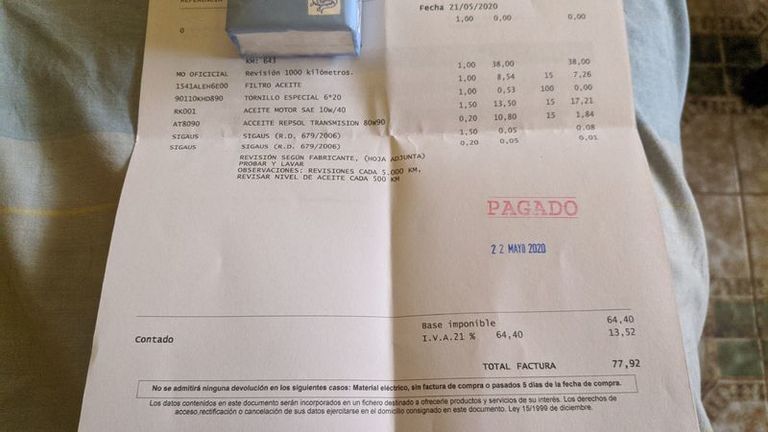 REFERENCIA
Fecha 21/05/2020
1,00 0,00 0,00
0
KM: 643
MO OFICICIAL Revisión 1000 kilómetros. 1,00 38,00 38,00
1541ALEH6E00 FILTRO ACEITE 1,00 8,54 15 7,26
90110KHD890 TORNILLO ESPECIAL 6*20 1,00 0,53 100 0,00
RK001 ACEITE MOTOR SAE 10w/40 1,50 13,50 15 17,21
AT8090 ACCEITE REPSOL TRANSMISION 80W90 0,20 10,80 15 1,84
SIGAUS SIGAUS (R.D. 679/2006) 1,50 0,05 0,08
SIGAUS SIGAUS (R.D. 679/2006) 0,20 0,05 0,01
REVISIÓN SEGÚN FABRICANTE, (HOJA ADJUNTA)
PROBAR Y LAVAR
OBSERVACIONES: REVISIONES CADA 5.000 KM,
REVISAR NIVEL DE ACEITE CADA 500 KM
PAGADO
22 MAYO 2020
Base imponible 64,40
Contado I.V.A.21 % 64,40 13,52
TOTAL FACTURA 77,92
No se admitirá ninguna devolución en los siguientes casos: Material eléctrico, sin factura de compra o pasados 5 días de la fecha de compra.
Los datos contenidos en este documento serán incorporados en un fichero destinado a ofrecerle productos y servicios de su interés. Los derechos de
acceso,rectificación o cancelación de sus datos ejercitarse en el domicilio consignado en este documento. Ley 15/1999 de diciembre.